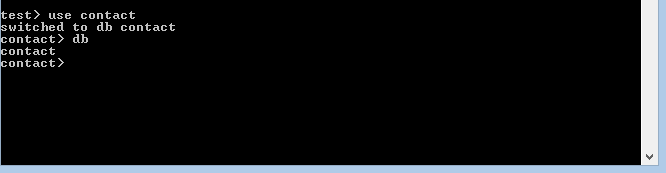 test> use contact
switched to db contact
contact> db
contact
contact>